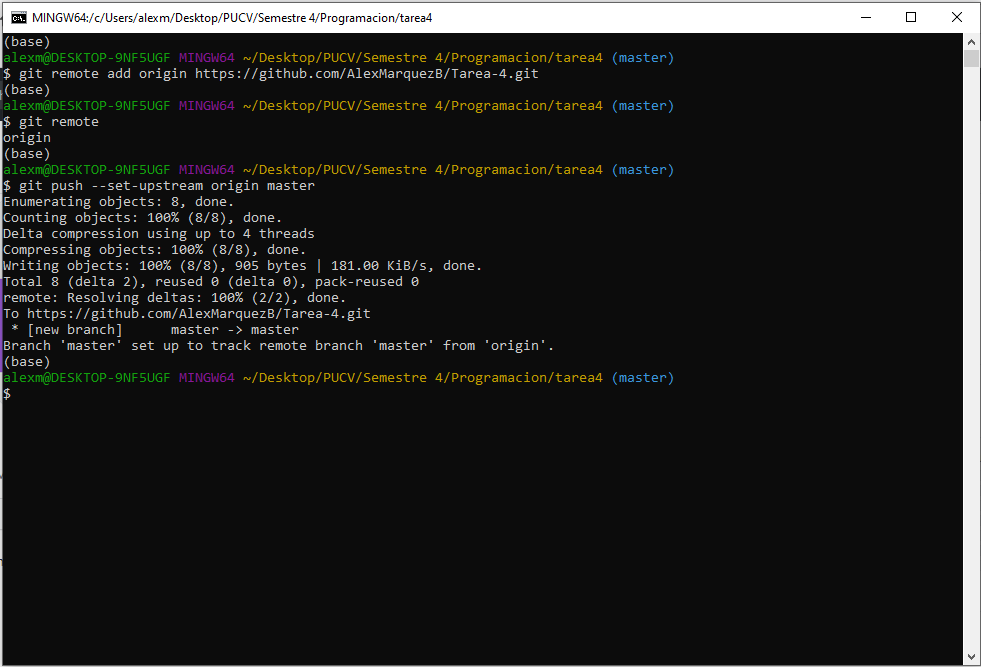 MINGW64:/c/Users/alexm/Desktop/PUCV/Semestre 4/Programacion/tarea4
(base)
alexm@DESKTOP-9NF5UGF MINGW64 ~/Desktop/PUCV/Semestre 4/Programacion/tarea4 (master)
$ git remote add origin https://github.com/AlexMarquezB/Tarea-4.git
(base)
alexm@DESKTOP-9NF5UGF MINGW64 ~/Desktop/PUCV/Semestre 4/Programacion/tarea4 (master)
$ git remote
origin
(base)
alexm@DESKTOP-9NF5UGF MINGW64 ~/Desktop/PUCV/Semestre 4/Programacion/tarea4 (master)
$ git push --set-upstream origin master
Enumerating objects: 8, done.
Counting objects: 100% (8/8), done.
Delta compression using up to 4 threads
Compressing objects: 100% (8/8), done.
Writing objects: 100% (8/8), 905 bytes | 181.00 KiB/s, done.
Total 8 (delta 2), reused 0 (delta 0), pack-reused 0
remote: Resolving deltas: 100% (2/2), done.
To https://github.com/AlexMarquezB/Tarea-4.git
 * [new branch]      master -> master
Branch 'master' set up to track remote branch 'master' from 'origin'.
(base)
alexm@DESKTOP-9NF5UGF MINGW64 ~/Desktop/PUCV/Semestre 4/Programacion/tarea4 (master)
$